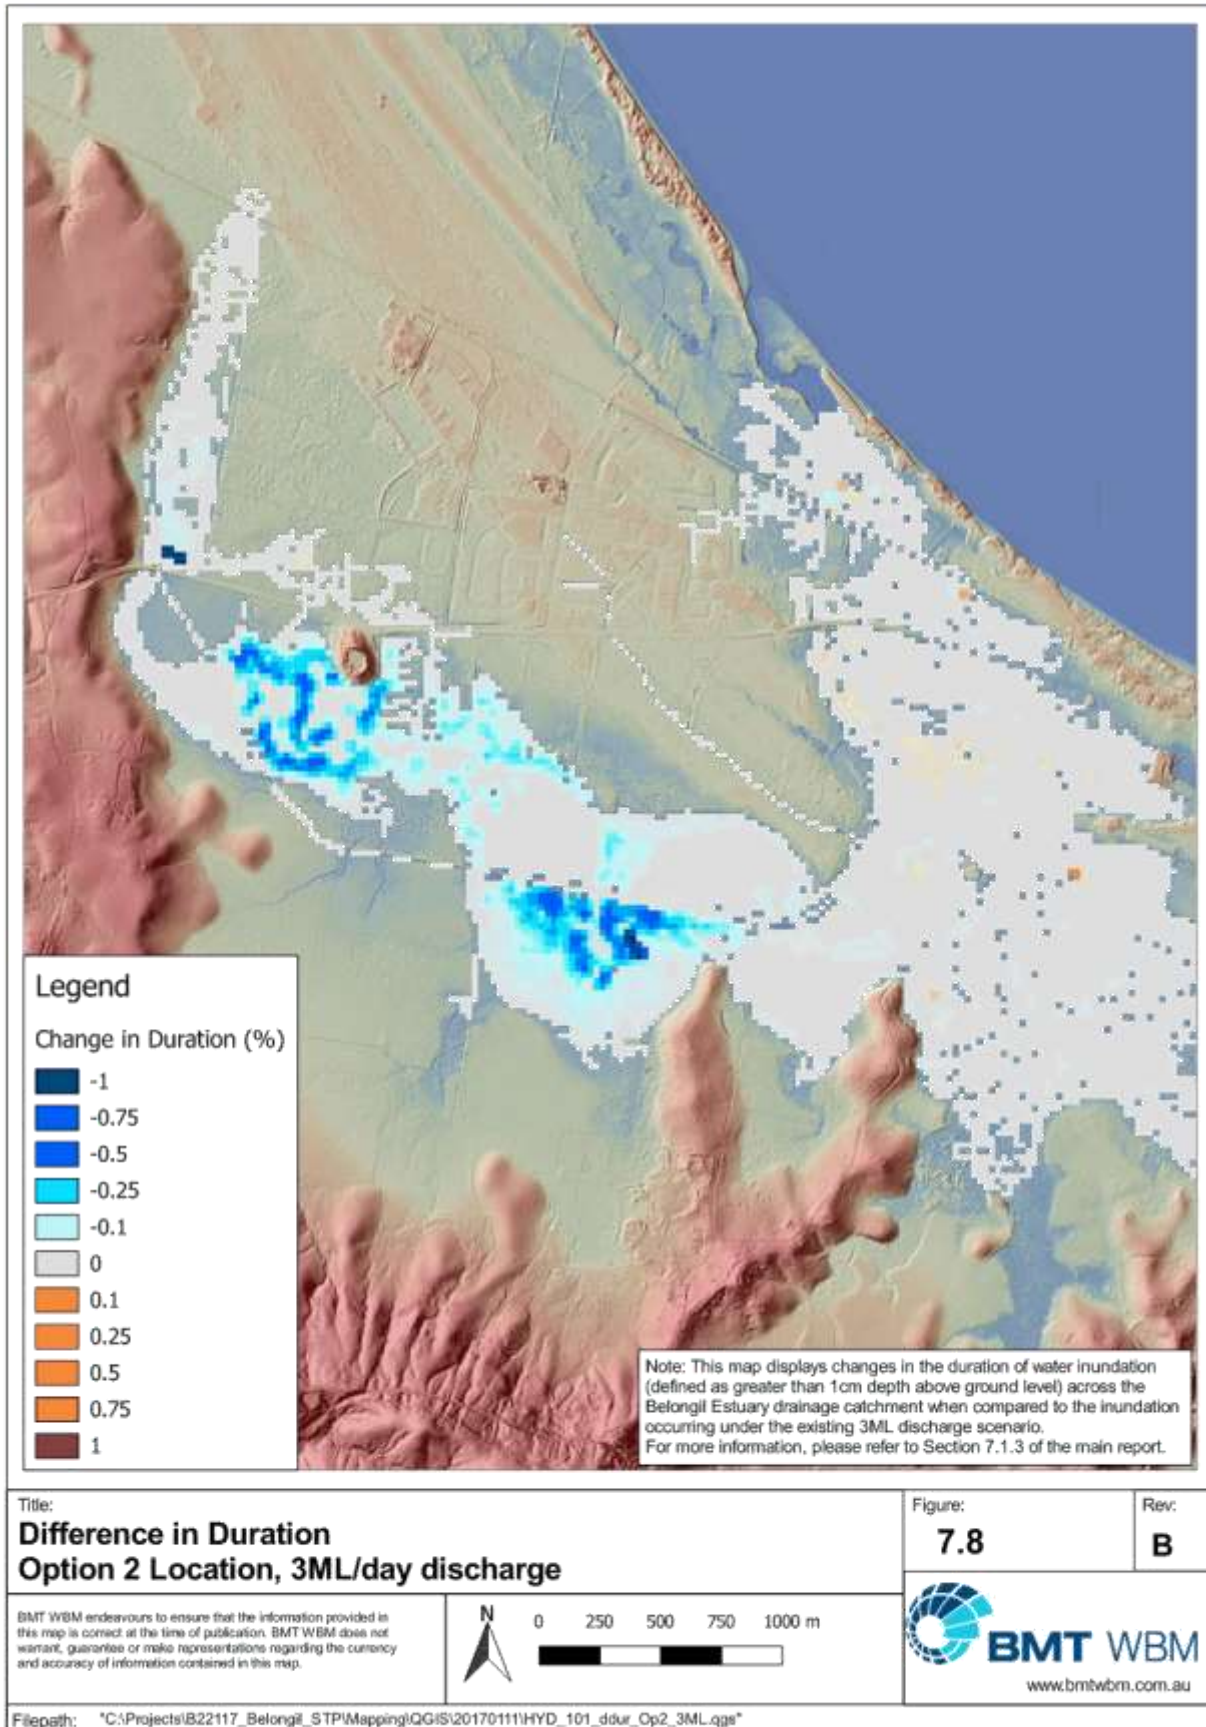 Legend
Change in Duration (%)
-1
-0.75
-0.5
-0.25
-0.1
0
0.1
0.25
0.5
0.75
1
Note: This map displays changes in the duration of water inundation
(defined as greater than 1cm depth above ground level) across the
Belongil Estuary drainage catchment when compared to the inundation
occurring under the existing 3ML discharge scenario.
For more information, please refer to Section 7.1.3 of the main report.
Title:
Difference in Duration
Option 2 Location, 3ML/day discharge
Figure:
7.8
Rev:
B
BMT WBM endeavours to ensure that the information provided in
this map is correct at the time of publication. BMT WBM does not
warrant, guarantee or make representations regarding the currency
and accuracy of information contained in this map.
N
0 250 500 750 1000 m
BMT WBM
www.bmtwbm.com.au
Filepath: "C:\Projects\B22117_Belongil_STP\Mapping\QGIS\20170111\HYD_101_ddur_Op2_3ML.qgs"